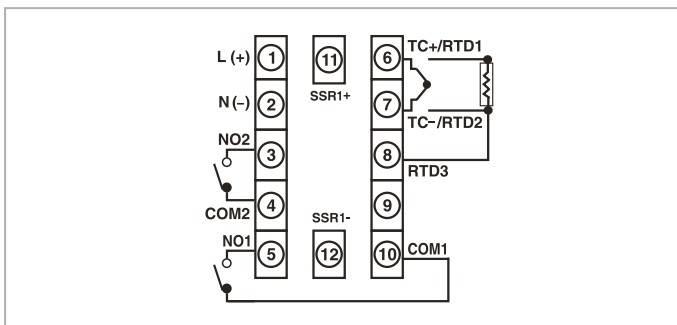 L (+)
1
11
6
TC+/RTD1
SSR1+
N (–)
2
7
TC–/RTD2
NO2
3
8
RTD3
COM2
4
9
SSR1-
NO1
5
12
10
COM1